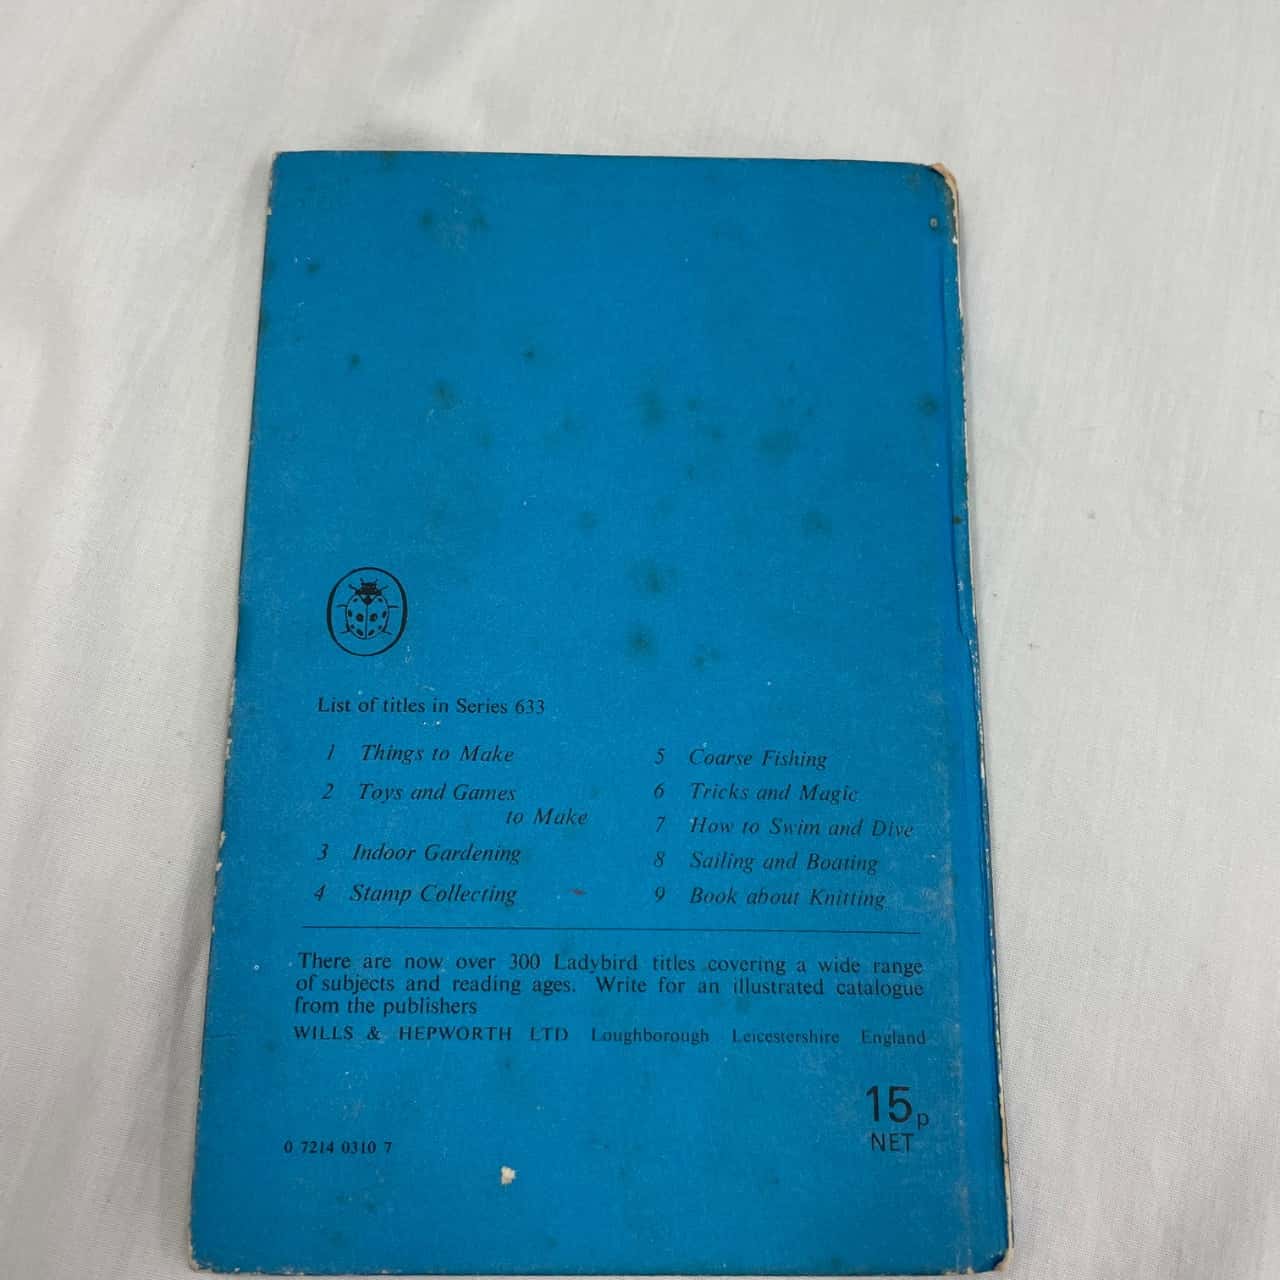 List of titles in Series 633
1 Things to Make
2 Toys and Games
to Make
3 Indoor Gardening
4 Stamp Collecting
5 Coarse Fishing
6 Tricks and Magic
7 How to Swim and Dive
8 Sailing and Boating
9 Book about Knitting
There are now over 300 Ladybird titles covering a wide range
of subjects and reading ages. Write for an illustrated catalogue
from the publishers
WILLS & HEPWORTH LTD Loughborough Leicestershire England
15p
NET
0 7214 0310 7